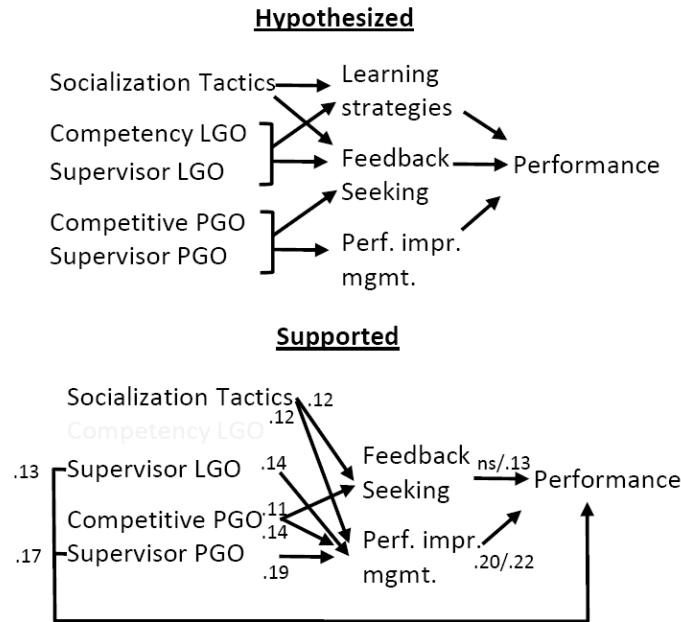 Hypothesized
Socialization Tactics
Learning
strategies
Competency LGO
Supervisor LGO
Feedback
Seeking
Performance
Competitive PGO
Supervisor PGO
Perf. impr.
mgmt.
Supported
Socialization Tactics
.12
.12
Competency LGO
.13
Supervisor LGO
.14
Feedback
Seeking
ns/.13
Performance
Competitive PGO
.11
.14
.17
Supervisor PGO
.19
Perf. impr.
mgmt.
.20/.22